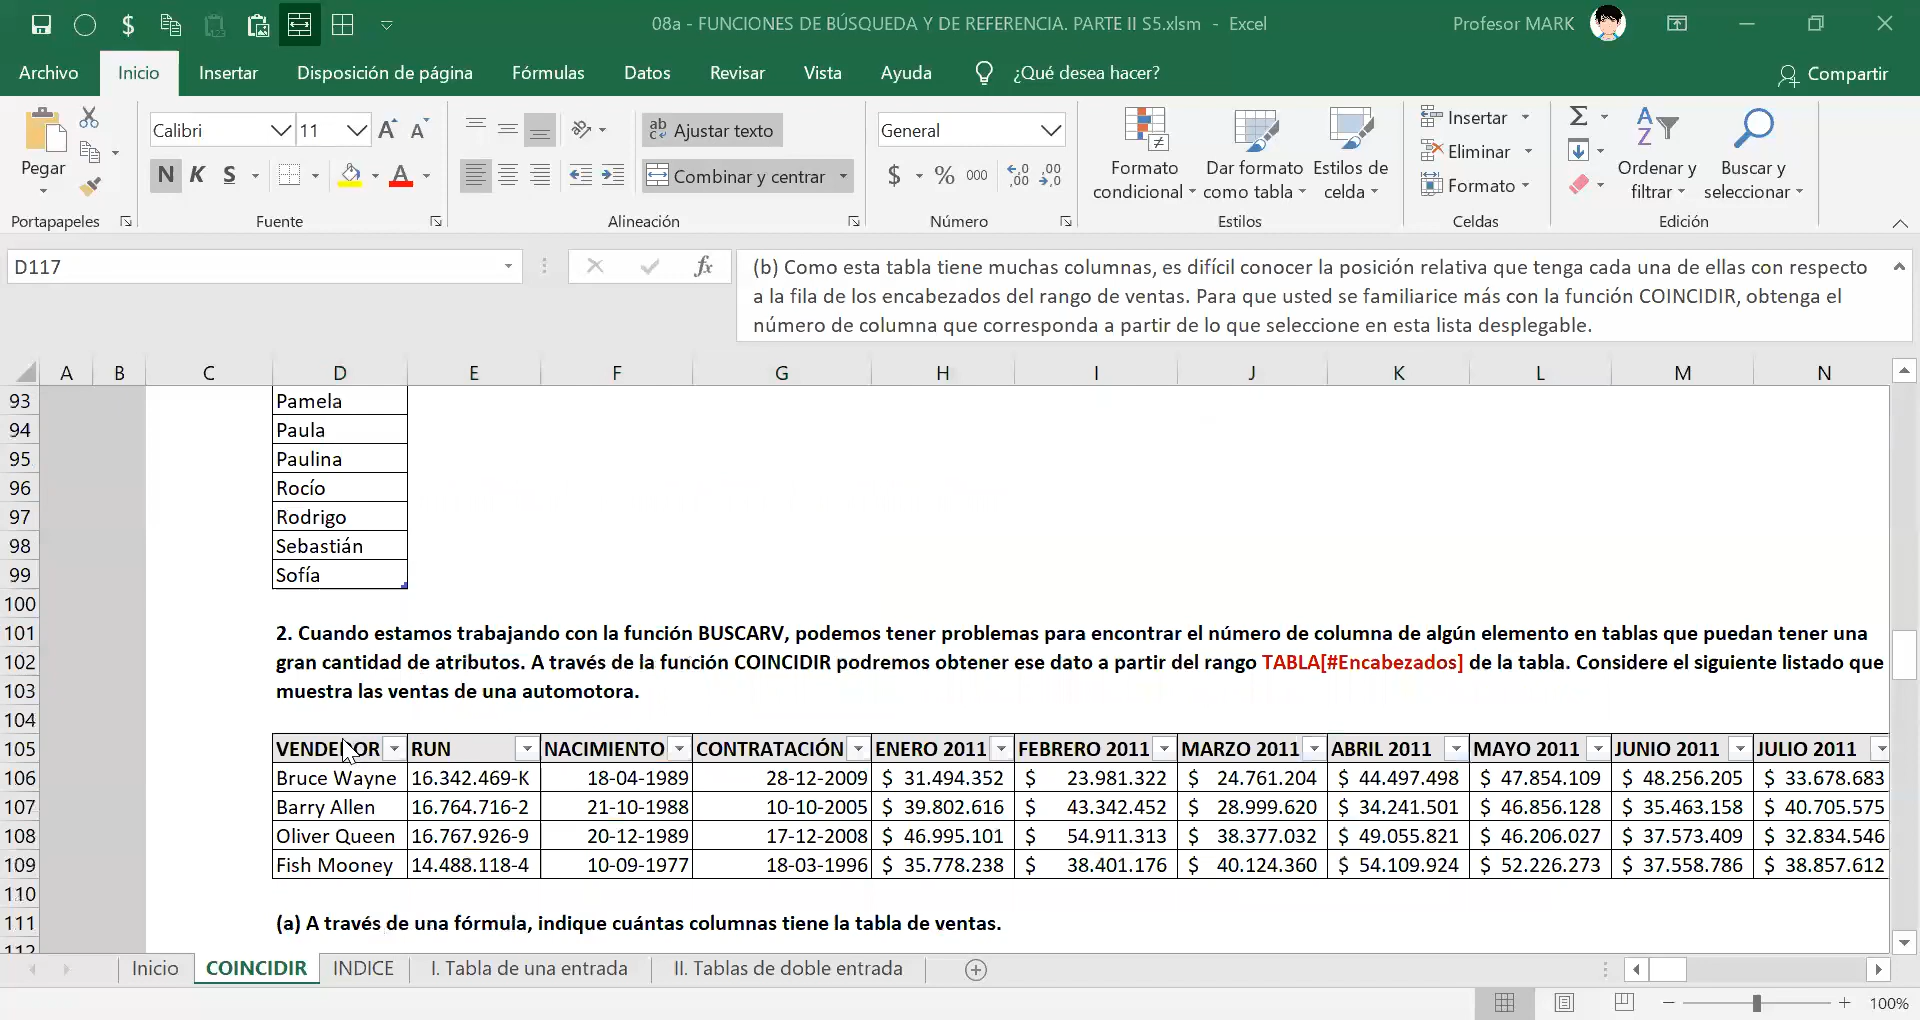 08a - FUNCIONES DE BÚSQUEDA Y DE REFERENCIA. PARTE II S5.xlsm - Excel
Profesor MARK
Archivo Inicio Insertar Disposición de página Fórmulas Datos Revisar Vista Ayuda ¿Qué desea hacer? Compartir
Pegar
Calibri 11
N K S
Ajustar texto
Combinar y centrar
General
$ % 000
Formato condicional
Dar formato como tabla
Estilos de celda
Insertar
Eliminar
Formato
Ordenar y filtrar
Buscar y seleccionar
Portapapeles Fuente Alineación Número Estilos Celdas Edición
D117
fx
(b) Como esta tabla tiene muchas columnas, es difícil conocer la posición relativa que tenga cada una de ellas con respecto
a la fila de los encabezados del rango de ventas. Para que usted se familiarice más con la función COINCIDIR, obtenga el
número de columna que corresponda a partir de lo que seleccione en esta lista desplegable.
A B C D E F G H I J K L M N
93 Pamela
94 Paula
95 Paulina
96 Rocío
97 Rodrigo
98 Sebastián
99 Sofía
100
101 2. Cuando estamos trabajando con la función BUSCARV, podemos tener problemas para encontrar el número de columna de algún elemento en tablas que puedan tener una
102 gran cantidad de atributos. A través de la función COINCIDIR podremos obtener ese dato a partir del rango TABLA[#Encabezados] de la tabla. Considere el siguiente listado que
103 muestra las ventas de una automotora.
104
105 VENDEDOR RUN NACIMIENTO CONTRATACIÓN ENERO 2011 FEBRERO 2011 MARZO 2011 ABRIL 2011 MAYO 2011 JUNIO 2011 JULIO 2011
106 Bruce Wayne 16.342.469-K 18-04-1989 28-12-2009 $ 31.494.352 $ 23.981.322 $ 24.761.204 $ 44.497.498 $ 47.854.109 $ 48.256.205 $ 33.678.683
107 Barry Allen 16.764.716-2 21-10-1988 10-10-2005 $ 39.802.616 $ 43.342.452 $ 28.999.620 $ 34.241.501 $ 46.856.128 $ 35.463.158 $ 40.705.575
108 Oliver Queen 16.767.926-9 20-12-1989 17-12-2008 $ 46.995.101 $ 54.911.313 $ 38.377.032 $ 49.055.821 $ 46.206.027 $ 37.573.409 $ 32.834.546
109 Fish Mooney 14.488.118-4 10-09-1977 18-03-1996 $ 35.778.238 $ 38.401.176 $ 40.124.360 $ 54.109.924 $ 52.226.273 $ 37.558.786 $ 38.857.612
110
111 (a) A través de una fórmula, indique cuántas columnas tiene la tabla de ventas.
112
Inicio COINCIDIR INDICE I. Tabla de una entrada II. Tablas de doble entrada
100%